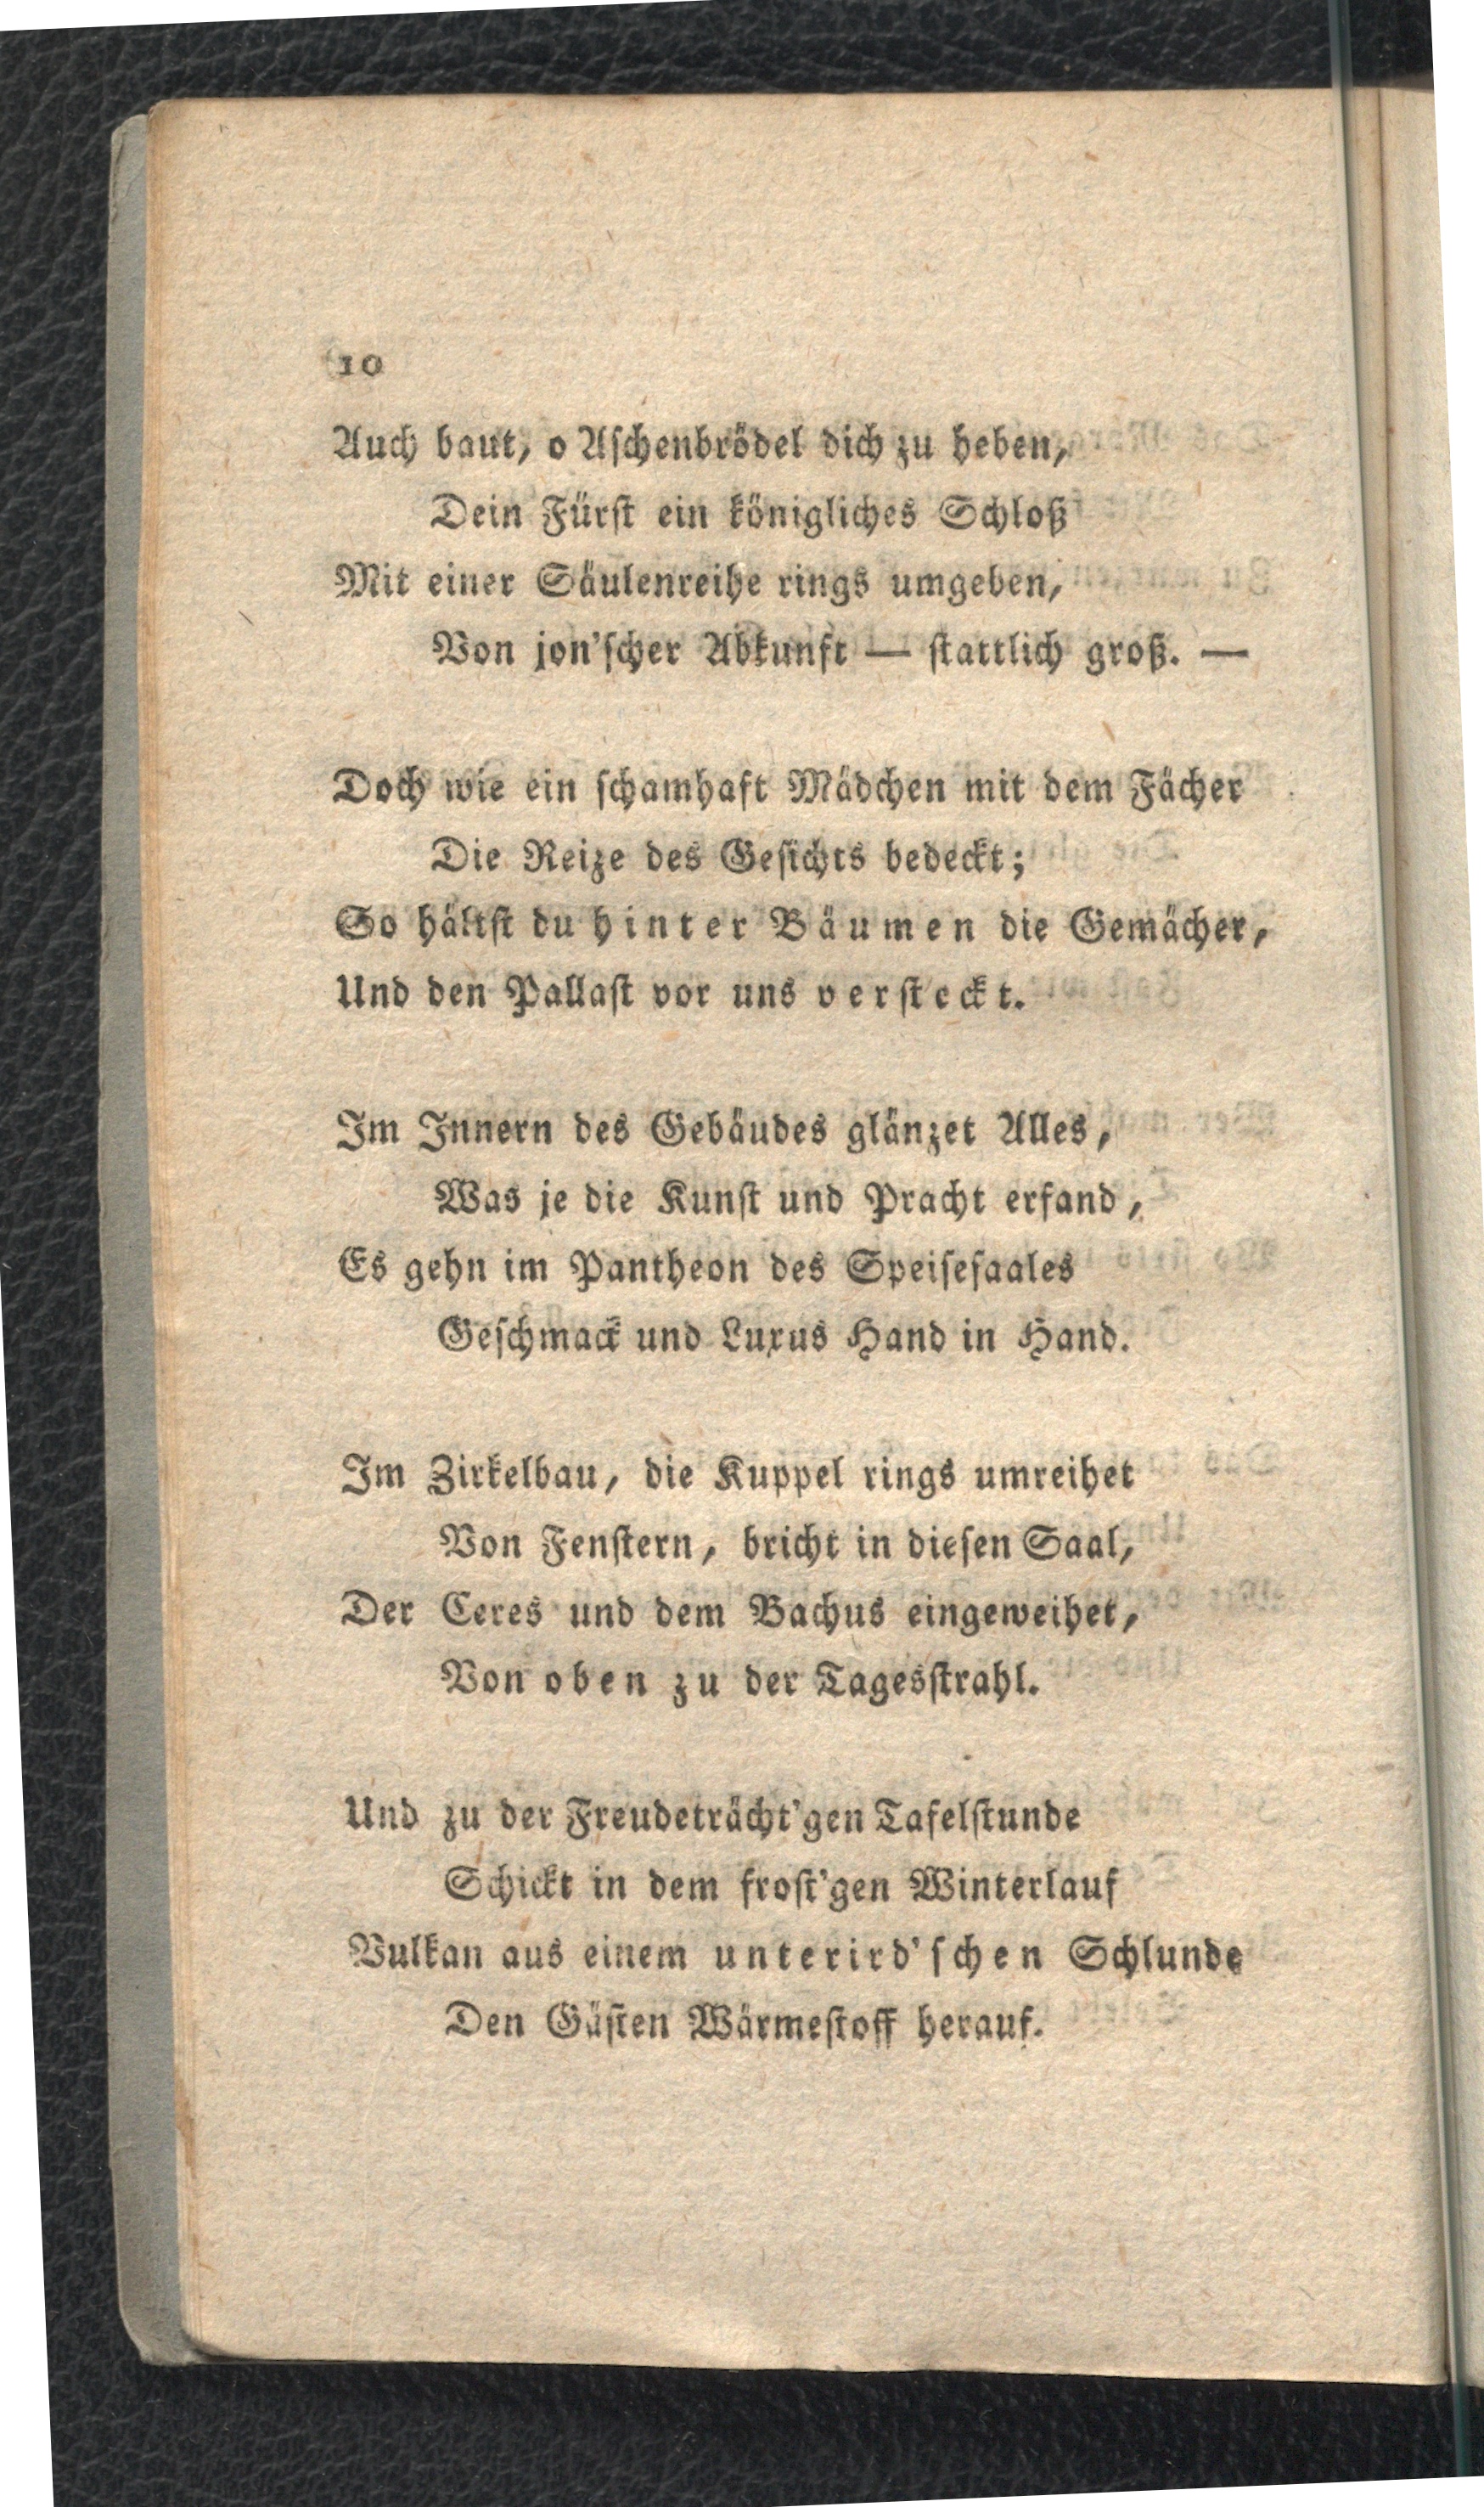 10
Auch baut, o Aſchenbrödel dich zu heben,
Dein Fürſt ein königliches Schloß
Mit einer Säulenreihe rings umgeben,
Von jon'ſcher Abkunft — ſtattlich groß. —
Doch wie ein ſchamhaft Mädchen mit dem Fächer
Die Reize des Geſichts bedeckt;
So hältſt du hinter Bäumen die Gemächer,
Und den Pallaſt vor uns verſteckt.
Im Innern des Gebäudes glänzet Alles,
Was je die Kunſt und Pracht erfand,
Es gehn im Pantheon des Speiſeſaales
Geſchmack und Luxus Hand in Hand.
Im Zirkelbau, die Kuppel rings umreihet
Von Fenſtern, bricht in dieſen Saal,
Der Ceres und dem Bachus eingeweihet,
Von oben zu der Tagesſtrahl.
Und zu der Freudeträcht'gen Tafelſtunde
Schickt in dem froſt'gen Winterlauf
Vulkan aus einem unterird'ſchen Schlunde
Den Gäſten Wärmeſtoff herauf.